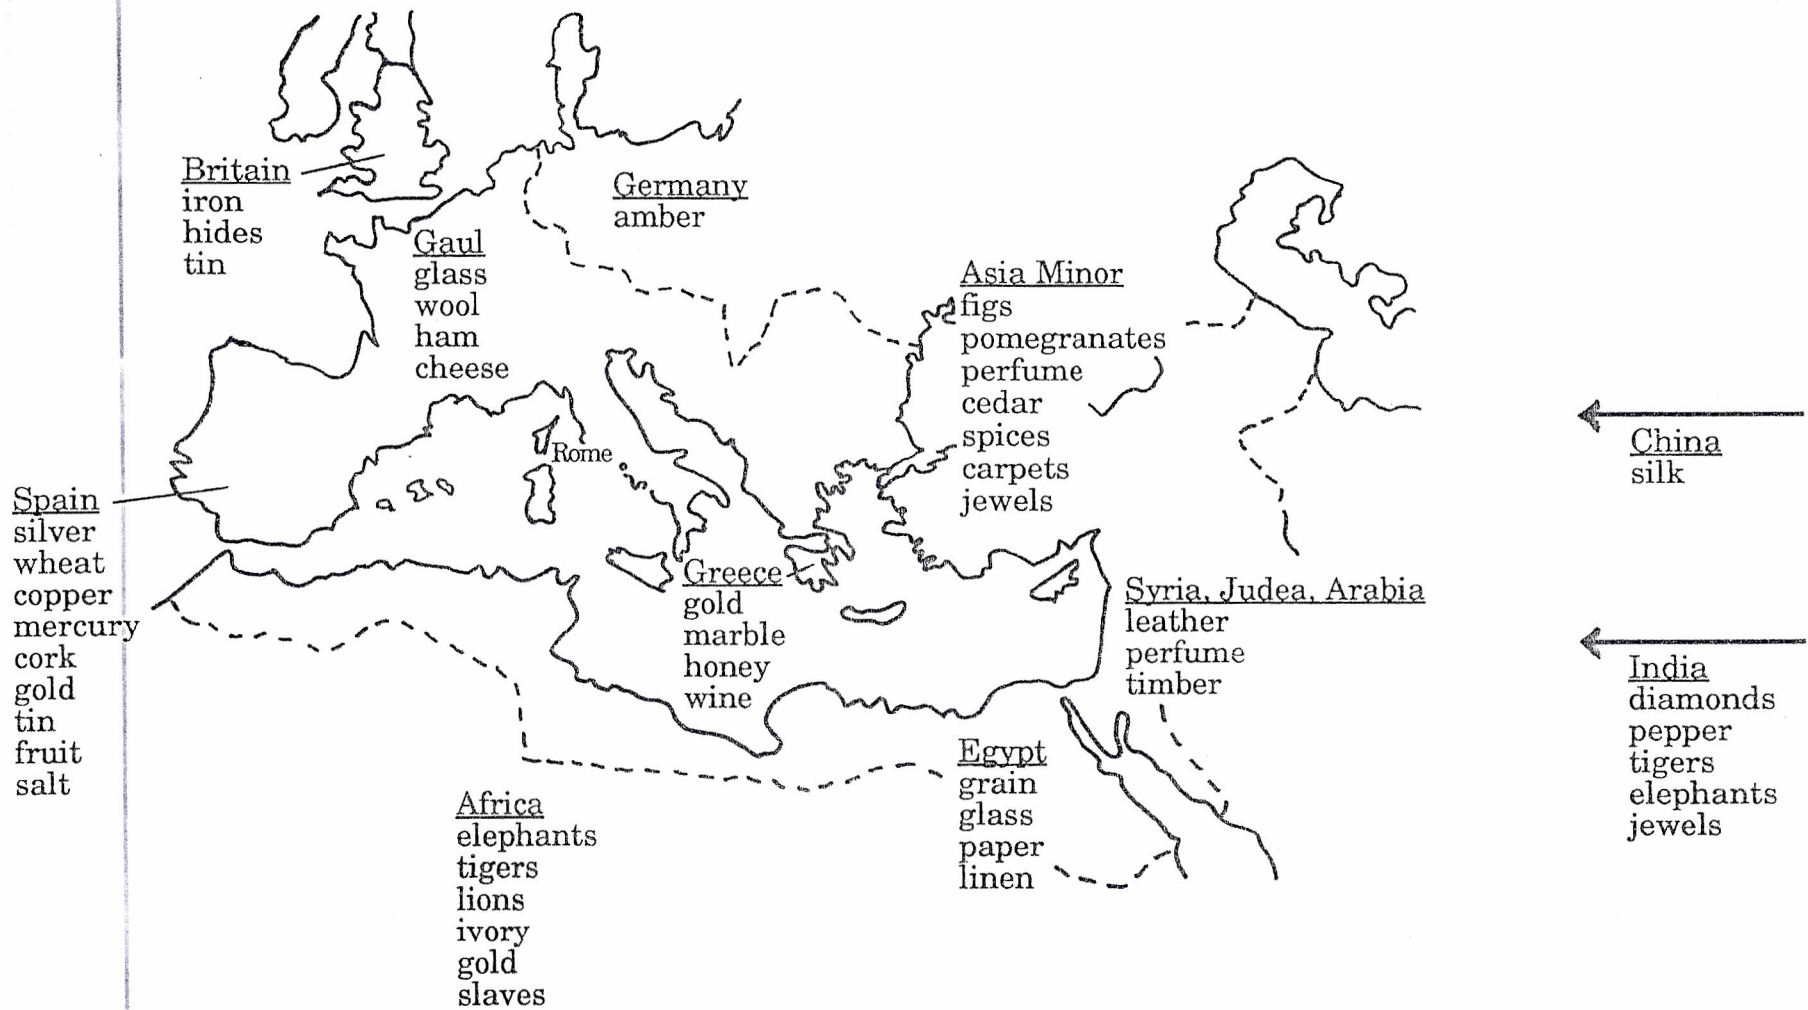 Britain
iron
hides
tin
Germany
amber
Gaul
glass
wool
ham
cheese
Asia Minor
figs
pomegranates
perfume
cedar
spices
carpets
jewels
Rome
China
silk
Spain
silver
wheat
copper
mercury
cork
gold
tin
fruit
salt
Greece
gold
marble
honey
wine
Syria, Judea, Arabia
leather
perfume
timber
India
diamonds
pepper
tigers
elephants
jewels
Egypt
grain
glass
paper
linen
Africa
elephants
tigers
lions
ivory
gold
slaves